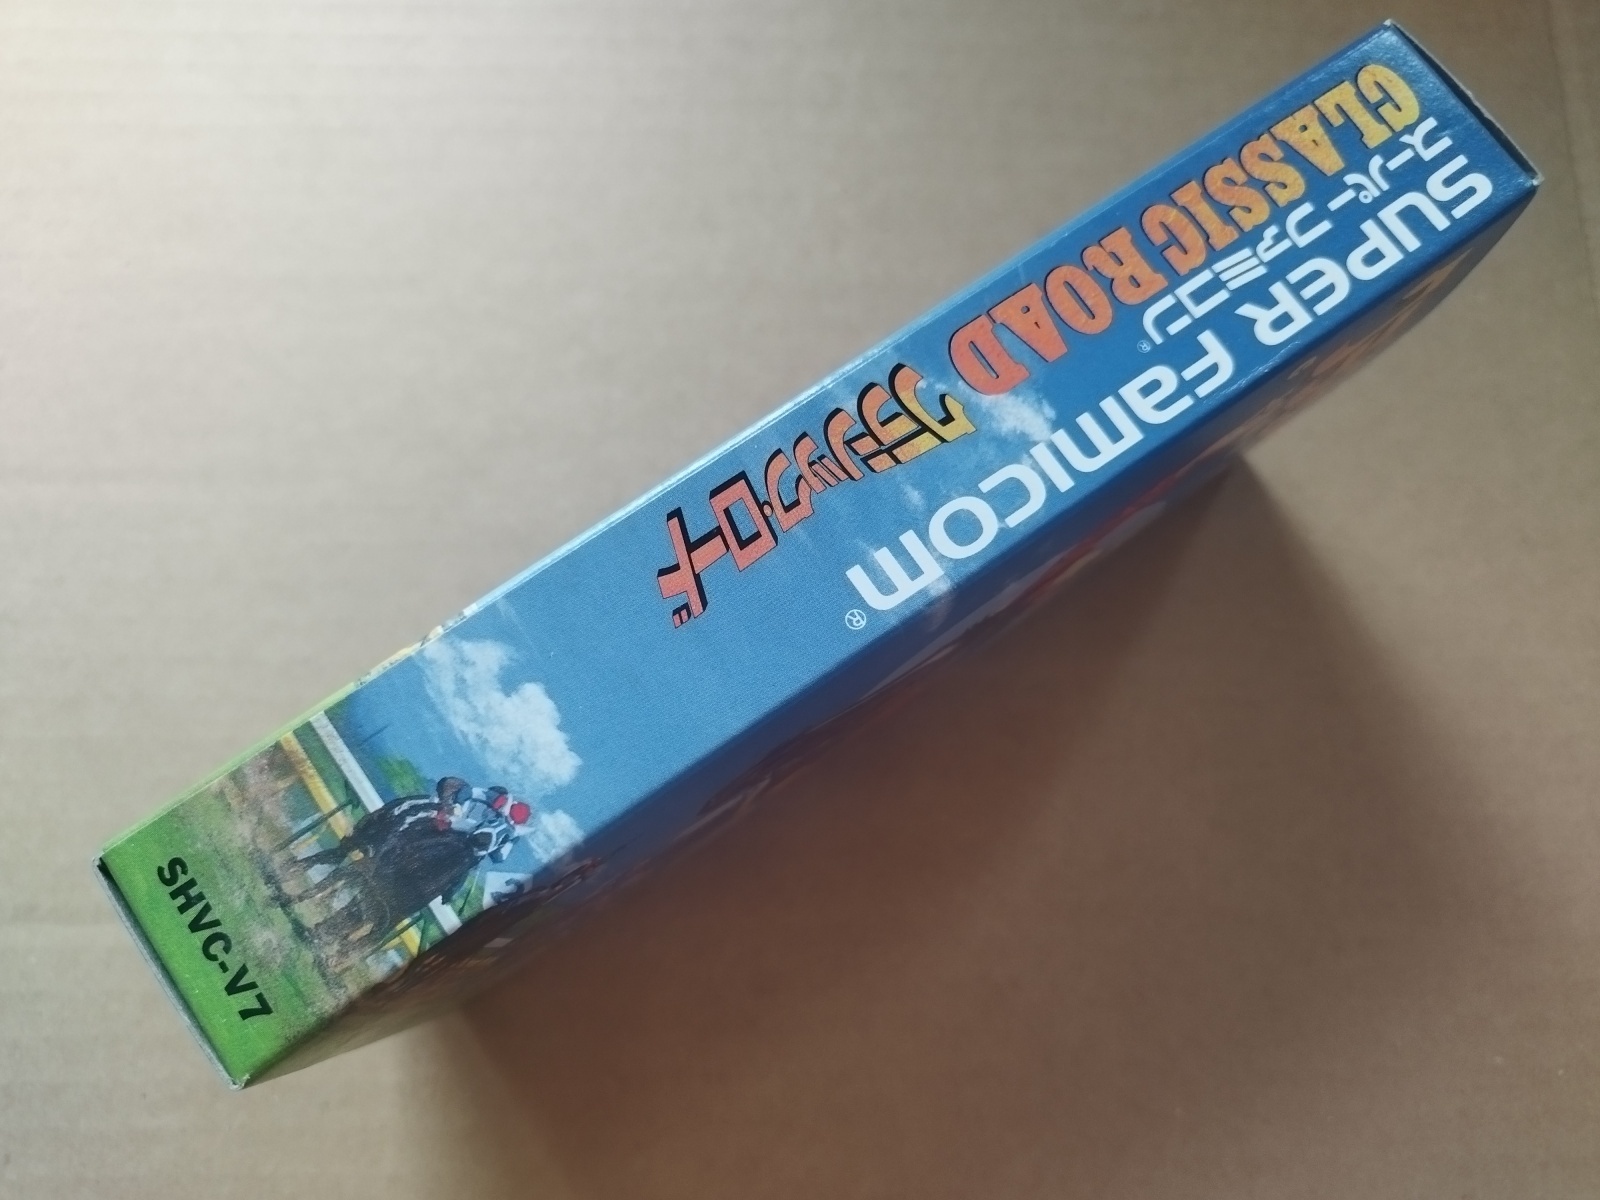 SUPER FAMICOM®
スーパーファミコン®
CLASSIC ROAD
クラシック・ロード
SHVC-V7